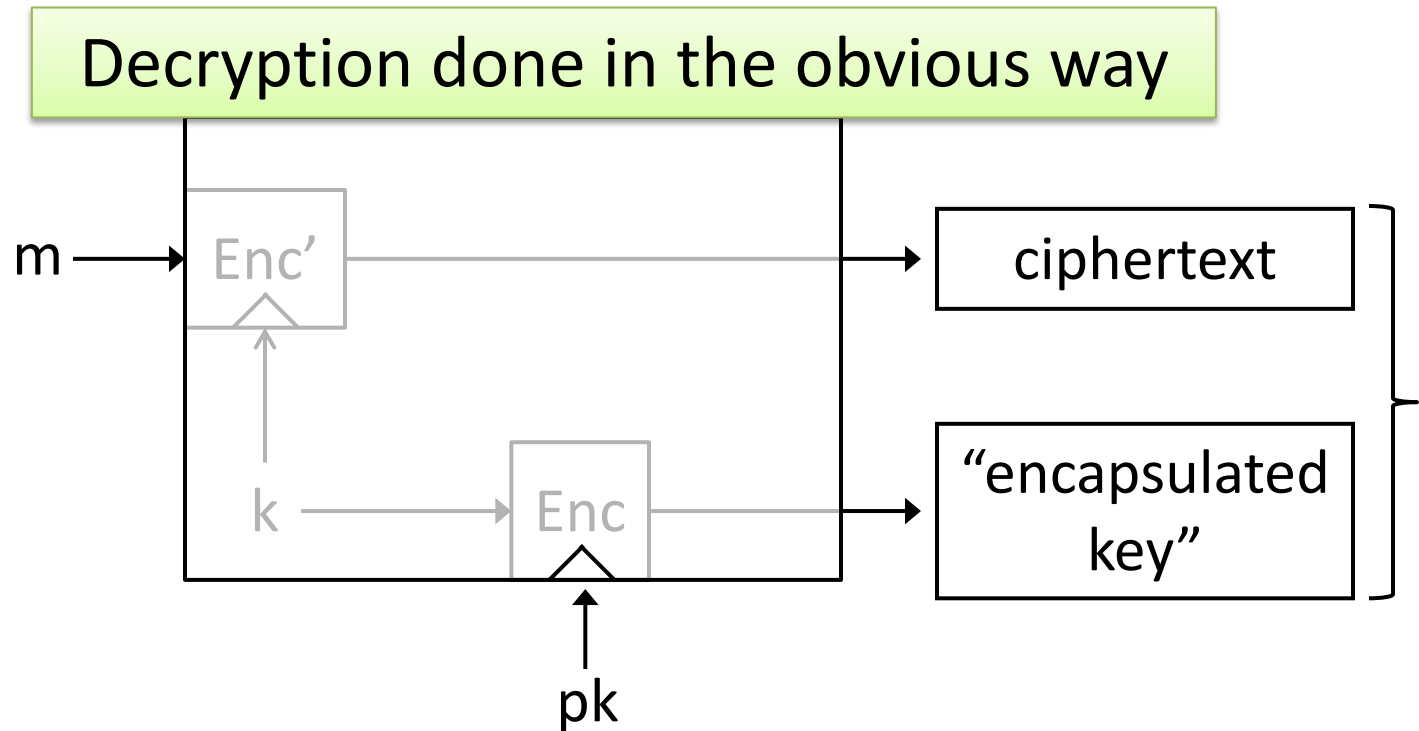 Decryption done in the obvious way
m
Enc’
ciphertext
k
Enc
“encapsulated
key”
pk